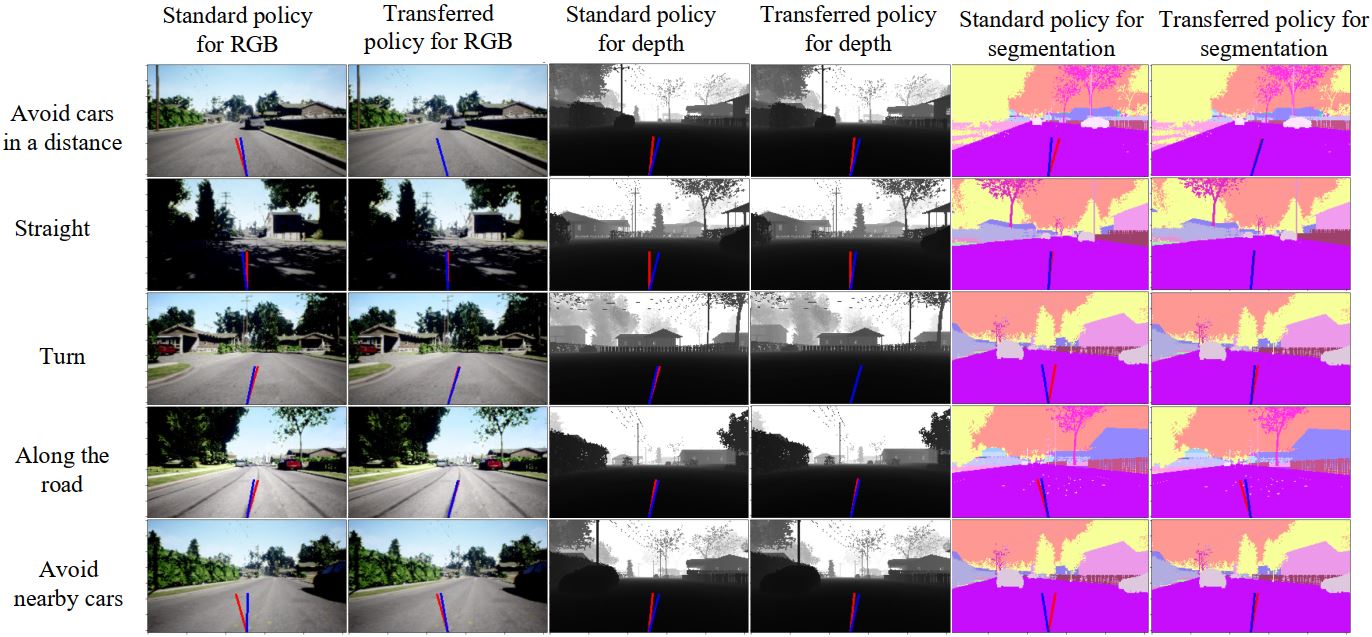 Standard policy
for RGB
Transferred
policy for RGB
Standard policy
for depth
Transferred policy
for depth
Standard policy for
segmentation
Transferred policy for
segmentation
Avoid cars
in a distance
Straight
Turn
Along the
road
Avoid
nearby cars